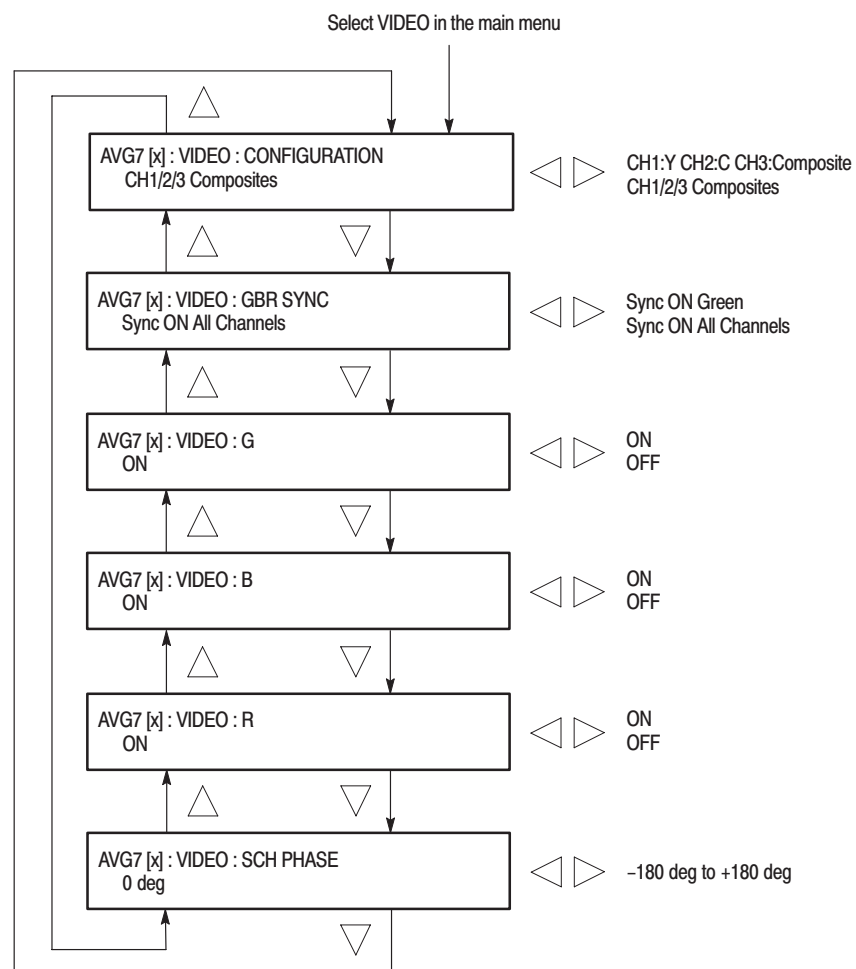 Select VIDEO in the main menu
AVG7 [x] : VIDEO : CONFIGURATION
CH1/2/3 Composites
CH1:Y CH2:C CH3:Composite
CH1/2/3 Composites
AVG7 [x] : VIDEO : GBR SYNC
Sync ON All Channels
Sync ON Green
Sync ON All Channels
AVG7 [x] : VIDEO : G
ON
ON
OFF
AVG7 [x] : VIDEO : B
ON
ON
OFF
AVG7 [x] : VIDEO : R
ON
ON
OFF
AVG7 [x] : VIDEO : SCH PHASE
0 deg
–180 deg to +180 deg